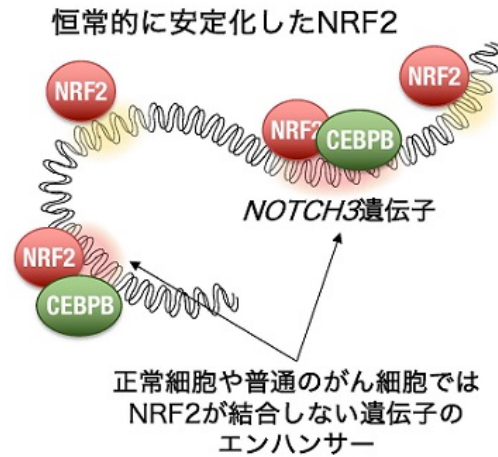 恒常的に安定化したNRF2
NRF2
NRF2
NRF2
CEBPB
NOTCH3遺伝子
NRF2
CEBPB
正常細胞や普通のがん細胞では
NRF2が結合しない遺伝子の
エンハンサー